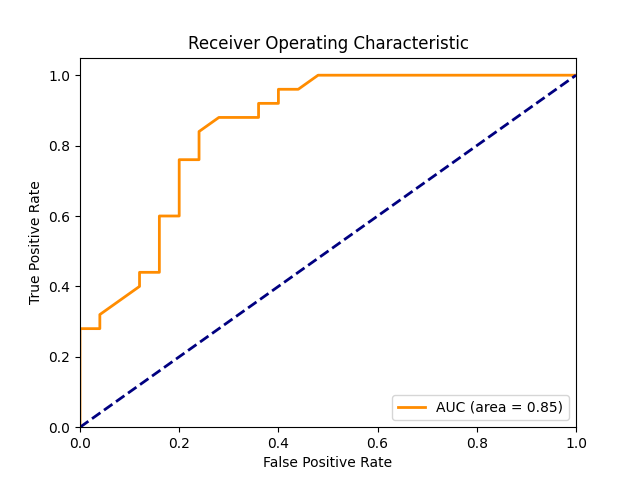 Receiver Operating Characteristic
True Positive Rate
1.0
0.8
0.6
0.4
0.2
0.0
AUC (area = 0.85)
0.0 0.2 0.4 0.6 0.8 1.0
False Positive Rate